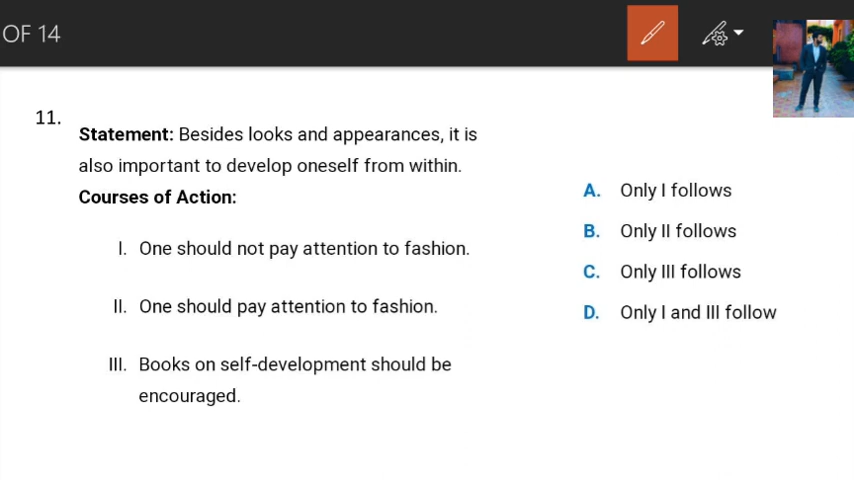 OF 14
11.
Statement: Besides looks and appearances, it is
also important to develop oneself from within.
Courses of Action:
I. One should not pay attention to fashion.
II. One should pay attention to fashion.
III. Books on self-development should be
encouraged.
A. Only I follows
B. Only II follows
C. Only III follows
D. Only I and III follow